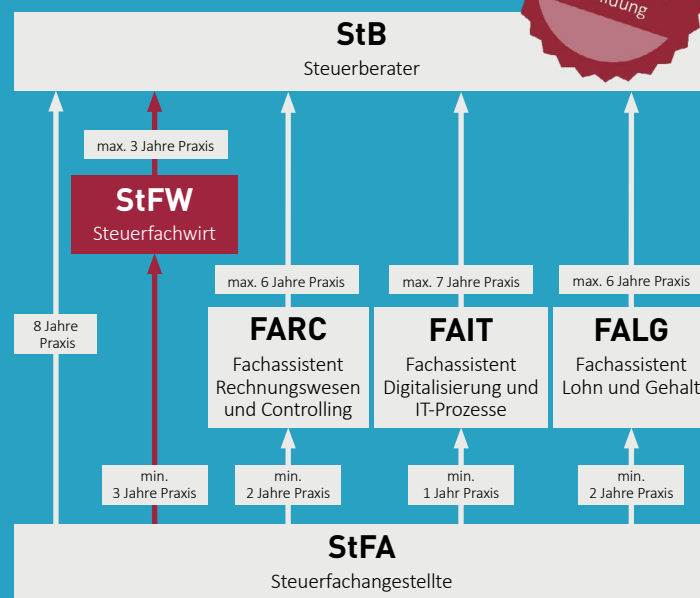 StB
Steuerberater
max. 3 Jahre Praxis
StFW
Steuerfachwirt
max. 6 Jahre Praxis
max. 7 Jahre Praxis
max. 6 Jahre Praxis
8 Jahre
Praxis
FARC
Fachassistent
Rechnungswesen
und Controlling
FAIT
Fachassistent
Digitalisierung und
IT-Prozesse
FALG
Fachassistent
Lohn und Gehalt
min.
3 Jahre Praxis
min.
2 Jahre Praxis
min.
1 Jahr Praxis
min.
2 Jahre Praxis
StFA
Steuerfachangestellte